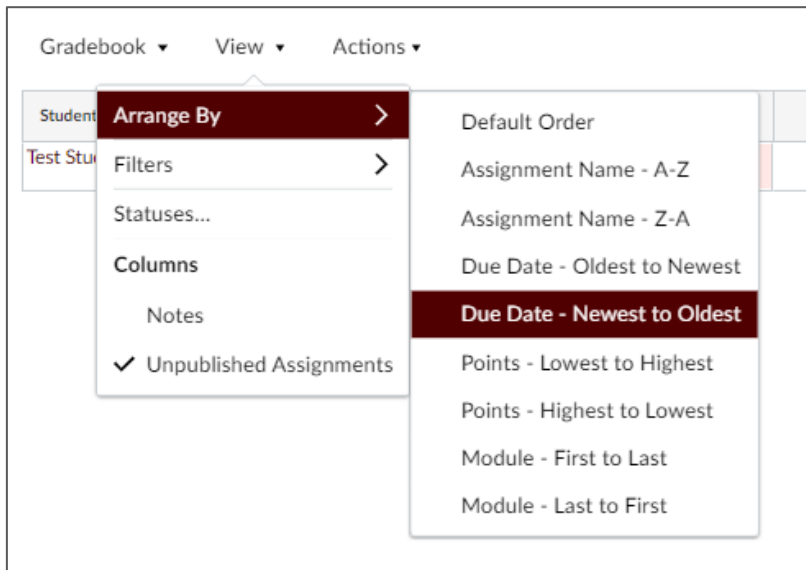 Gradebook View Actions
Student
Test Stu
Arrange By
Filters
Statuses...
Columns
Notes
Unpublished Assignments
Default Order
Assignment Name - A-Z
Assignment Name - Z-A
Due Date - Oldest to Newest
Due Date - Newest to Oldest
Points - Lowest to Highest
Points - Highest to Lowest
Module - First to Last
Module - Last to First